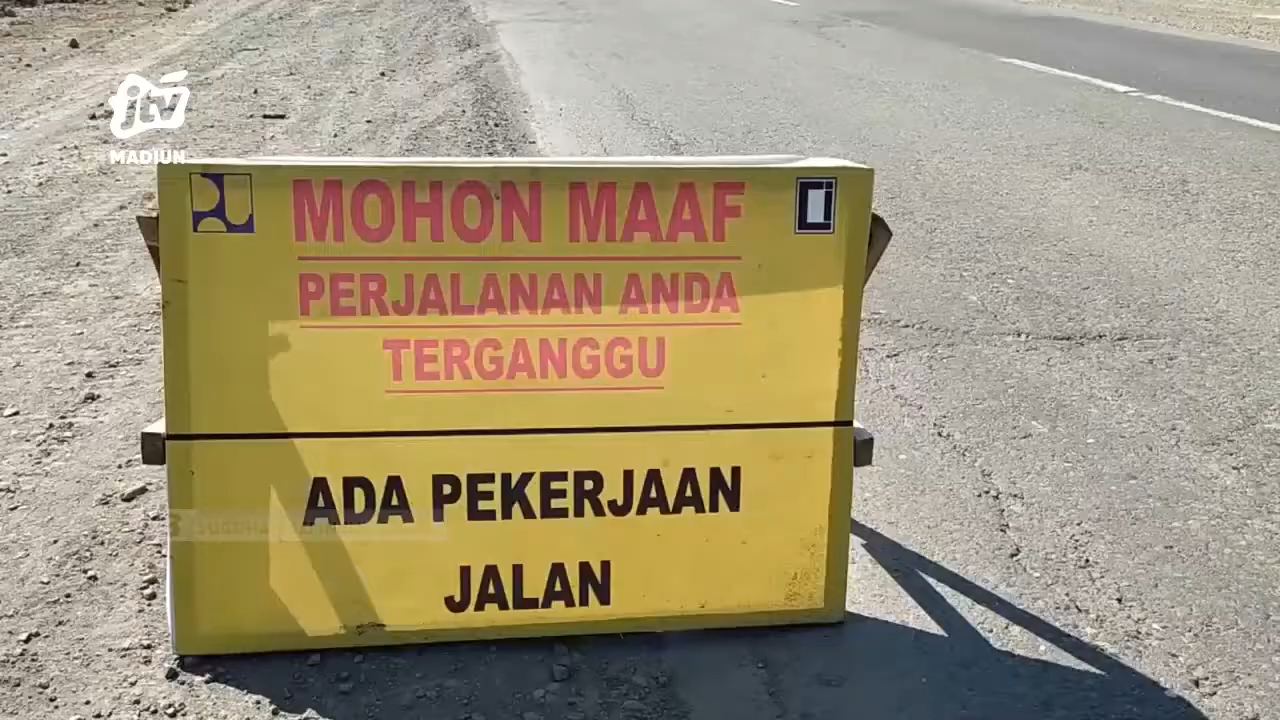 jtv
MADIUN
MOHON MAAF
PERJALANAN ANDA
TERGANGGU
ADA PEKERJAAN
JALAN